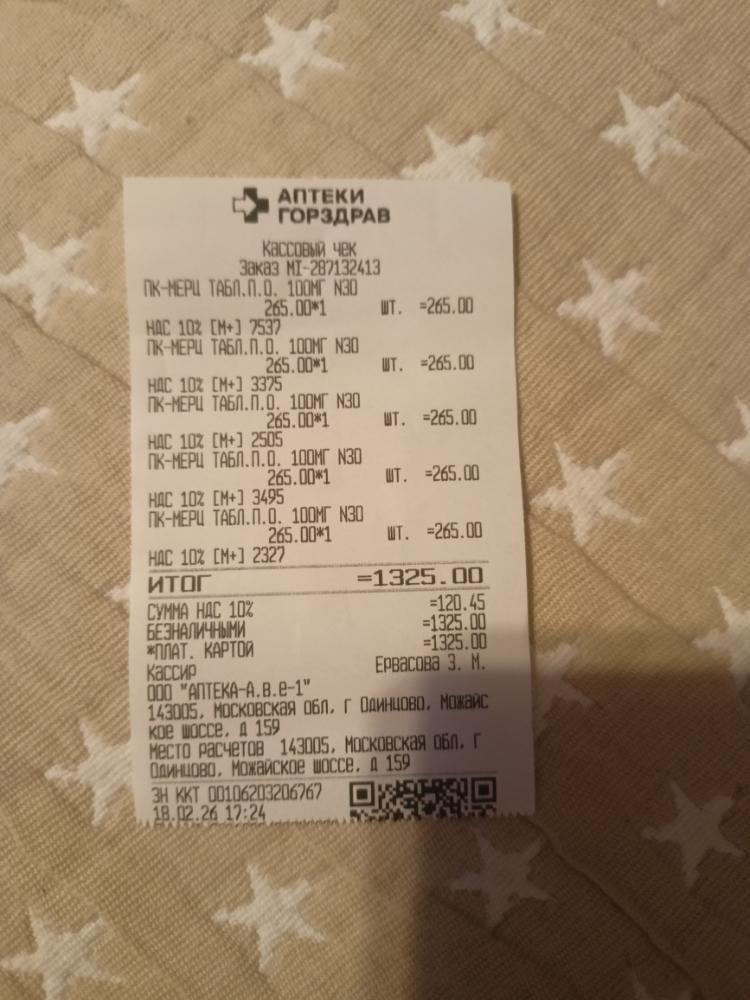 АПТЕКИ
ГОРЗДРАВ
Кассовый чек
Заказ MI-287132413
ПК-МЕРЦ ТАБЛ.П.О. 100МГ N30
265.00*1 ШТ. =265.00
НДС 10% [М+] 7537
ПК-МЕРЦ ТАБЛ.П.О. 100МГ N30
265.00*1 ШТ. =265.00
НДС 10% [М+] 3375
ПК-МЕРЦ ТАБЛ.П.О. 100МГ N30
265.00*1 ШТ. =265.00
НДС 10% [М+] 2505
ПК-МЕРЦ ТАБЛ.П.О. 100МГ N30
265.00*1 ШТ. =265.00
НДС 10% [М+] 3495
ПК-МЕРЦ ТАБЛ.П.О. 100МГ N30
265.00*1 ШТ. =265.00
НДС 10% [М+] 2327
ИТОГ =1325.00
СУММА НДС 10% =120.45
БЕЗНАЛИЧНЫМИ =1325.00
*ПЛАТ. КАРТОЙ =1325.00
Кассир Ервасова З. М.
ООО "АПТЕКА-А.в.е-1"
143005, Московская обл, г Одинцово, Можайс
кое шоссе, д 159
Место расчетов 143005, Московская обл, г
Одинцово, Можайское шоссе, д 159
ЗН ККТ 00106203206767
18.02.26 17:24